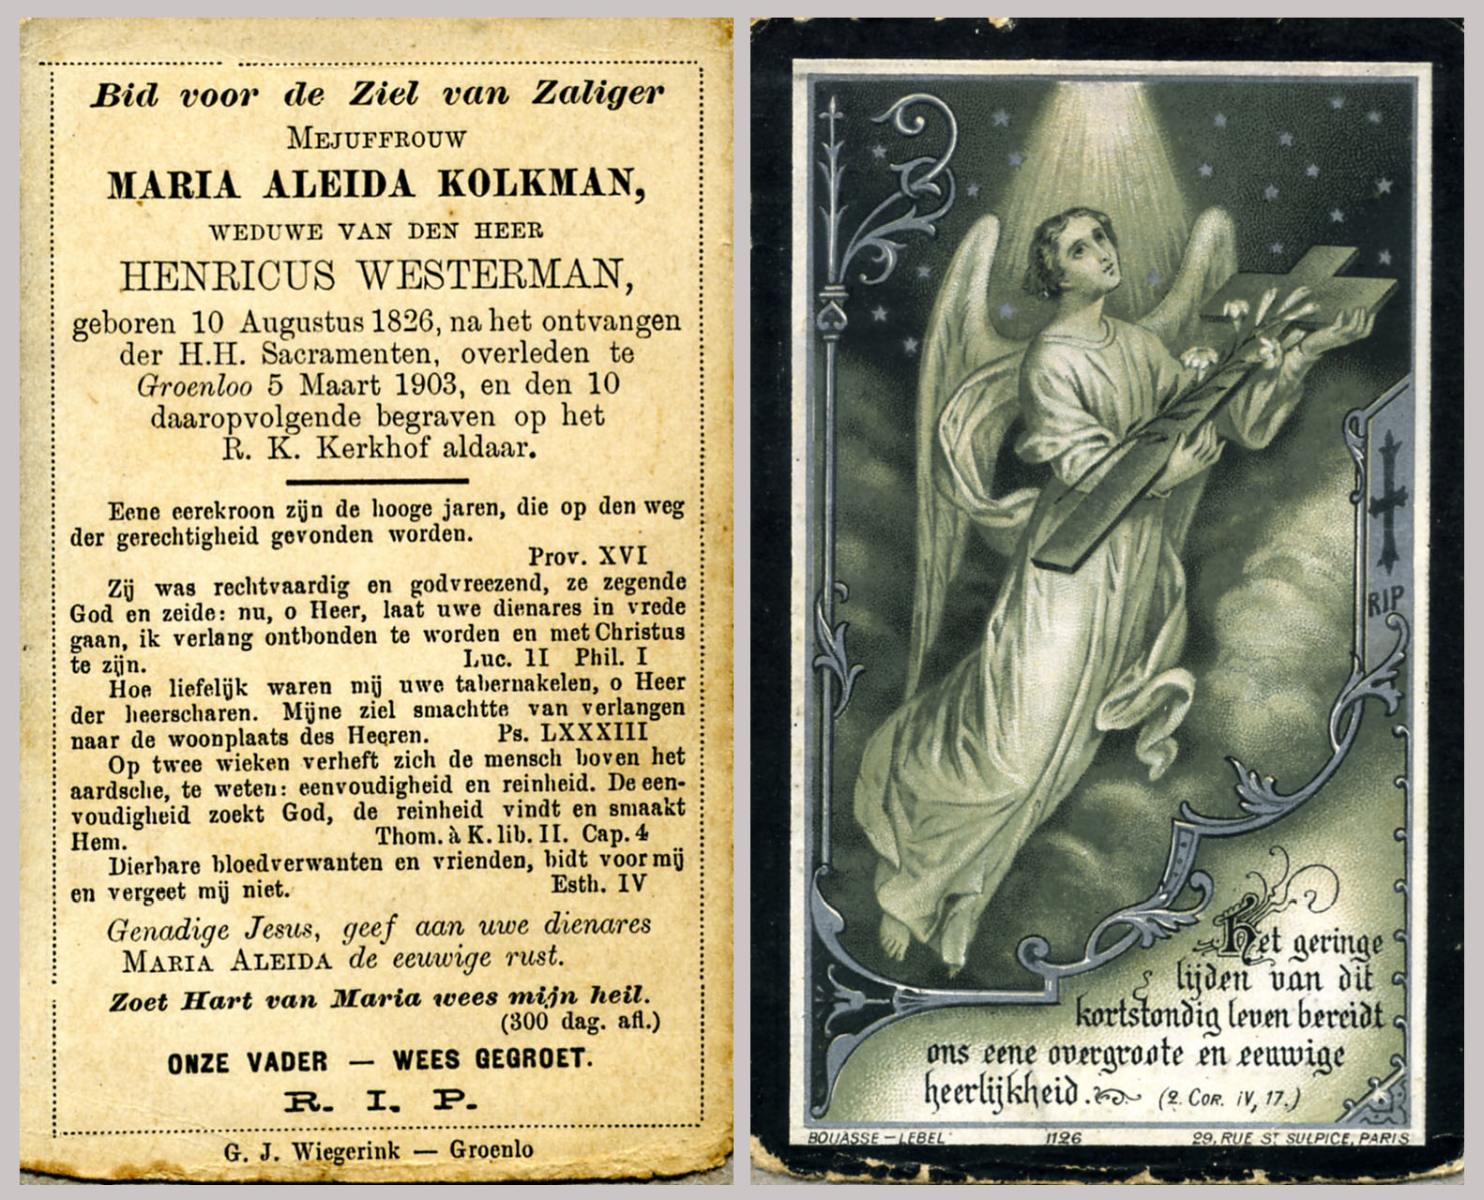 Bid voor de Ziel van Zaliger
MEJUFFROUW
MARIA ALEIDA KOLKMAN,
WEDUWE VAN DEN HEER
HENRICUS WESTERMAN,
geboren 10 Augustus 1826, na het ontvangen
der H.H. Sacramenten, overleden te
Groenloo 5 Maart 1903, en den 10
daaropvolgende begraven op het
R. K. Kerkhof aldaar.
Eene eerekroon zijn de hooge jaren, die op den weg
der gerechtigheid gevonden worden.
Prov. XVI
Zij was rechtvaardig en godvreezend, ze zegende
God en zeide: nu, o Heer, laat uwe dienares in vrede
gaan, ik verlang ontbonden te worden en met Christus
te zijn. Luc. 1I Phil. I
Hoe liefelijk waren mij uwe tabernakelen, o Heer
der heerscharen. Mijne ziel smachtte van verlangen
naar de woonplaats des Heeren. Ps. LXXXIII
Op twee wieken verheft zich de mensch boven het
aardsche, te weten: eenvoudigheid en reinheid. De een-
voudigheid zoekt God, de reinheid vindt en smaakt
Hem. Thom. à K. lib. II. Cap. 4
Dierbare bloedverwanten en vrienden, bidt voor mij
en vergeet mij niet. Esth. IV
Genadige Jesus, geef aan uwe dienares
MARIA ALEIDA de eeuwige rust.
Zoet Hart van Maria wees mijn heil.
(300 dag. afl.)
ONZE VADER — WEES GEGROET.
R. I. P.
G. J. Wiegerink — Groenlo
RIP
Het geringe
lijden van dit
kortstondig leven bereidt
ons eene overgroote en eeuwige
heerlijkheid. (2. COR. IV, 17.)
BOUASSE-LEBEL 1126 29, RUE ST SULPICE, PARIS